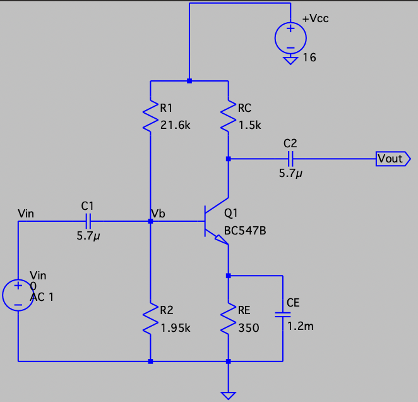 +Vcc
16
R1
21.6k
RC
1.5k
C2
5.7µ
Vout
Vin
C1
5.7µ
Vb
Q1
BC547B
Vin
0
AC 1
R2
1.95k
RE
350
CE
1.2m